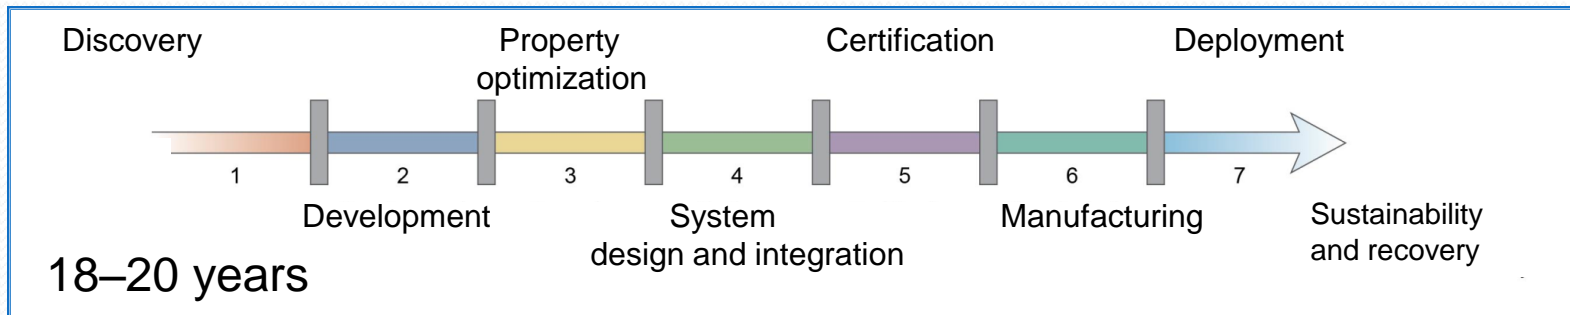 Discovery
Property
optimization
Certification
Deployment
1
2
3
4
5
6
7
Development
System
design and integration
Manufacturing
Sustainability
and recovery
18–20 years